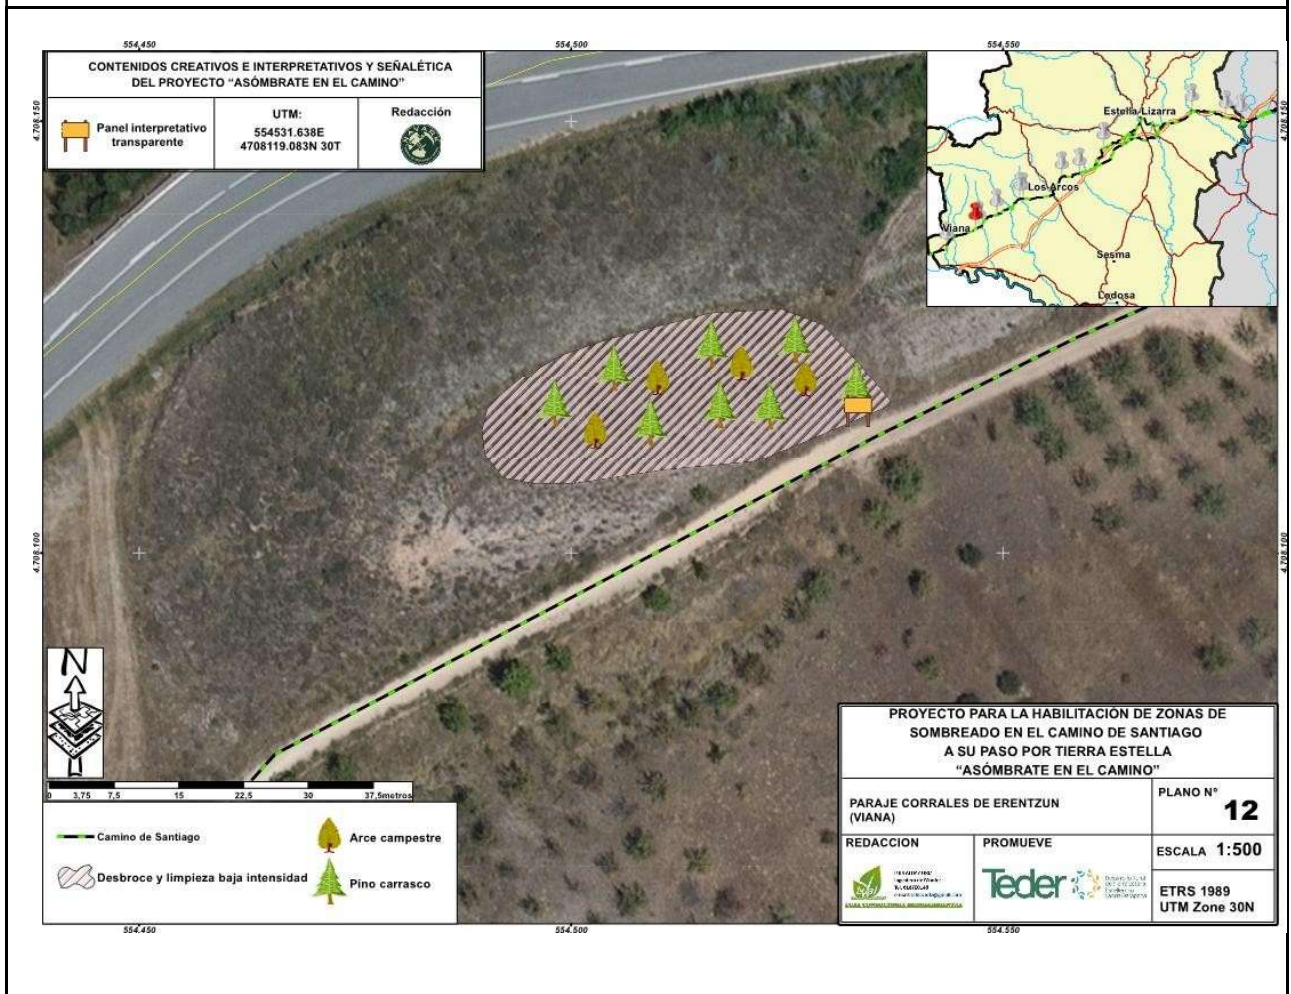 554.450
554.500
554.550
CONTENIDOS CREATIVOS E INTERPRETATIVOS Y SEÑALÉTICA
DEL PROYECTO “ASÓMBRATE EN EL CAMINO”
Panel interpretativo
transparente
UTM:
554531.638E
4708119.083N 30T
Redacción
4.708.150
4.708.150
Estella-Lizarra
Los Arcos
Viana
Sesma
Lodosa
4.708.100
4.708.100
N
0 3,75 7,5 15 22,5 30 37,5metros
Camino de Santiago
Arce campestre
Desbroce y limpieza baja intensidad
Pino carrasco
PROYECTO PARA LA HABILITACIÓN DE ZONAS DE
SOMBREADO EN EL CAMINO DE SANTIAGO
A SU PASO POR TIERRA ESTELLA
“ASÓMBRATE EN EL CAMINO”
PARAJE CORRALES DE ERENTZUN
(VIANA)
PLANO Nº
12
REDACCION
PROMUEVE
Teder
ESCALA 1:500
ETRS 1989
UTM Zone 30N
554.450
554.500
554.550